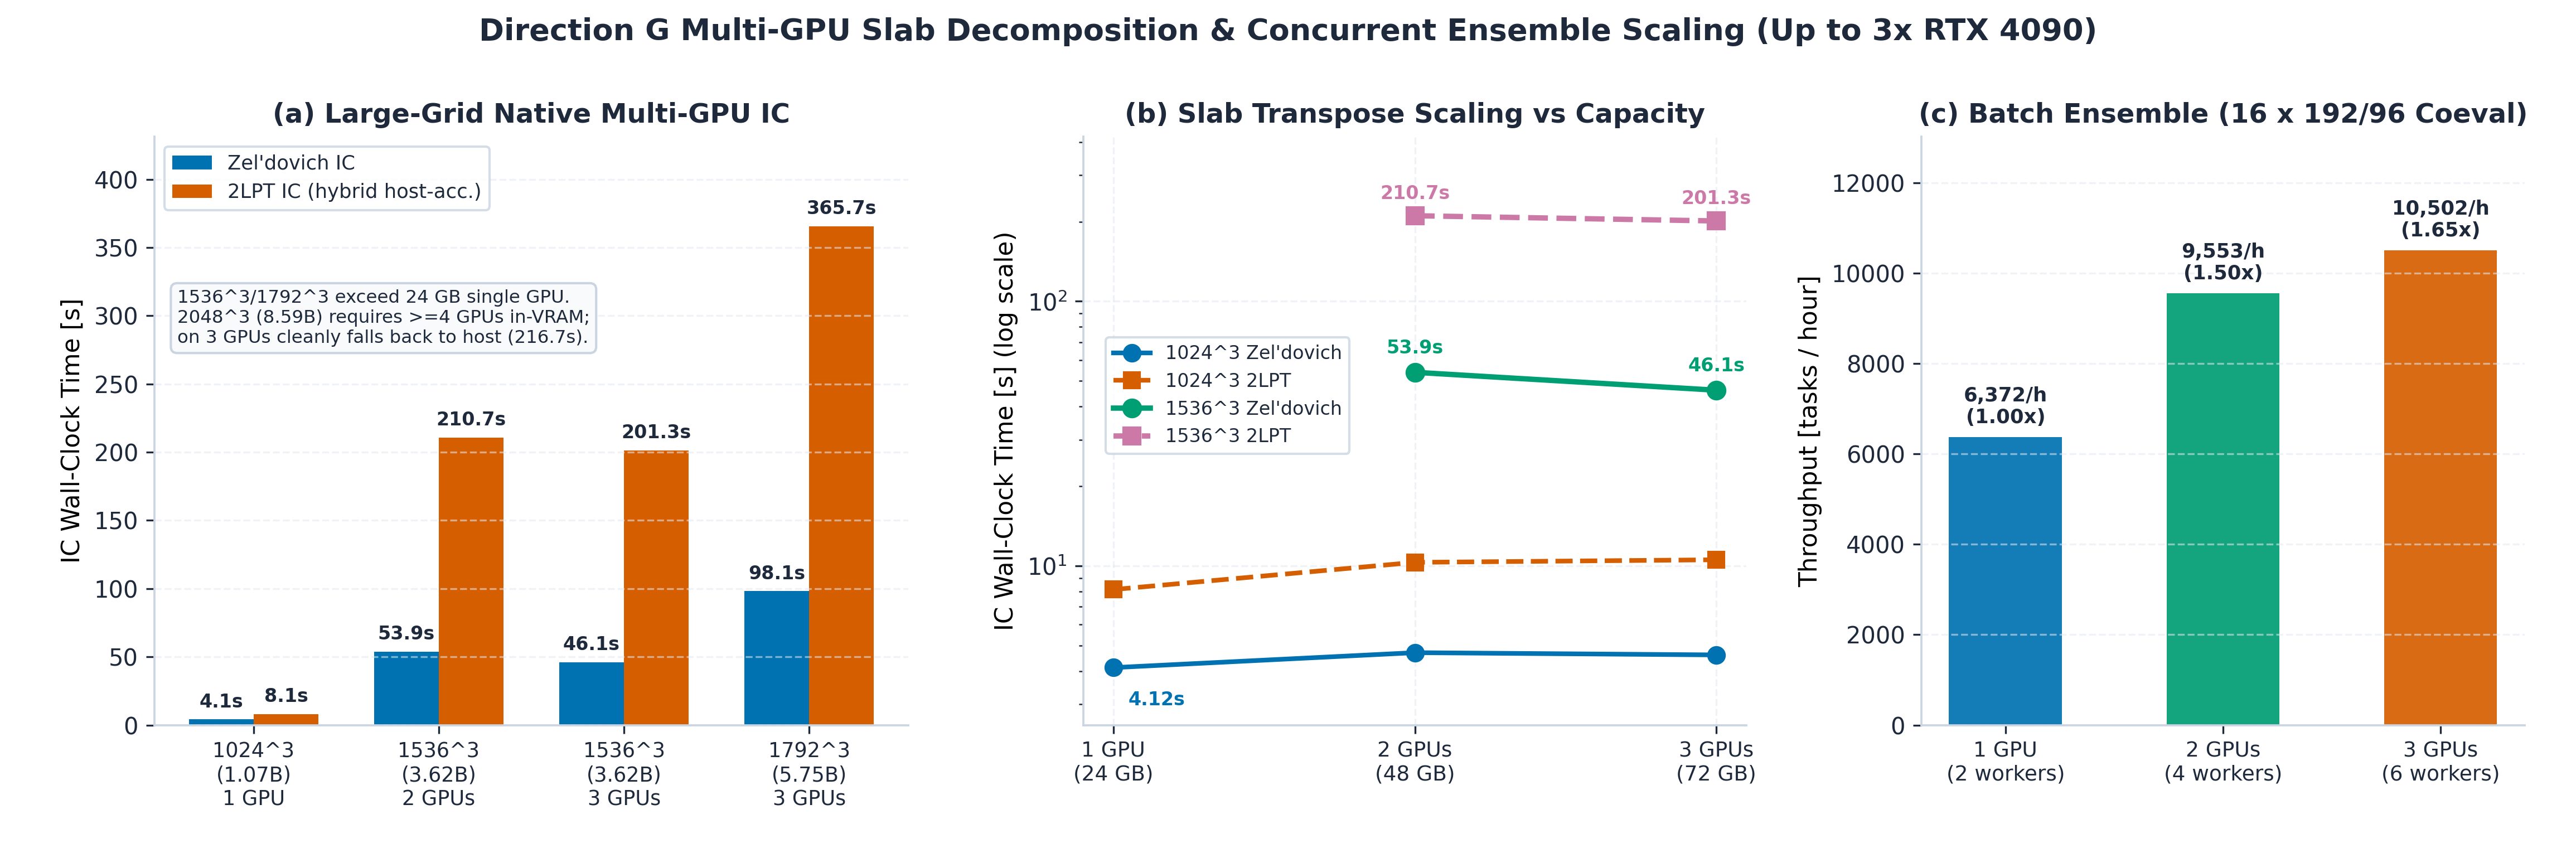 Direction G Multi-GPU Slab Decomposition & Concurrent Ensemble Scaling (Up to 3x RTX 4090)
(a) Large-Grid Native Multi-GPU IC
IC Wall-Clock Time [s]
400
350
300
250
200
150
100
50
0
Zel'dovich IC
2LPT IC (hybrid host-acc.)
1536^3/1792^3 exceed 24 GB single GPU.
2048^3 (8.59B) requires >=4 GPUs in-VRAM;
on 3 GPUs cleanly falls back to host (216.7s).
4.1s
8.1s
53.9s
210.7s
46.1s
201.3s
98.1s
365.7s
1024^3
(1.07B)
1 GPU
1536^3
(3.62B)
2 GPUs
1536^3
(3.62B)
3 GPUs
1792^3
(5.75B)
3 GPUs
(b) Slab Transpose Scaling vs Capacity
IC Wall-Clock Time [s] (log scale)
10²
10¹
210.7s
201.3s
53.9s
46.1s
4.12s
1024^3 Zel'dovich
1024^3 2LPT
1536^3 Zel'dovich
1536^3 2LPT
1 GPU
(24 GB)
2 GPUs
(48 GB)
3 GPUs
(72 GB)
(c) Batch Ensemble (16 x 192/96 Coeval)
Throughput [tasks / hour]
12000
10000
8000
6000
4000
2000
0
6,372/h
(1.00x)
9,553/h
(1.50x)
10,502/h
(1.65x)
1 GPU
(2 workers)
2 GPUs
(4 workers)
3 GPUs
(6 workers)